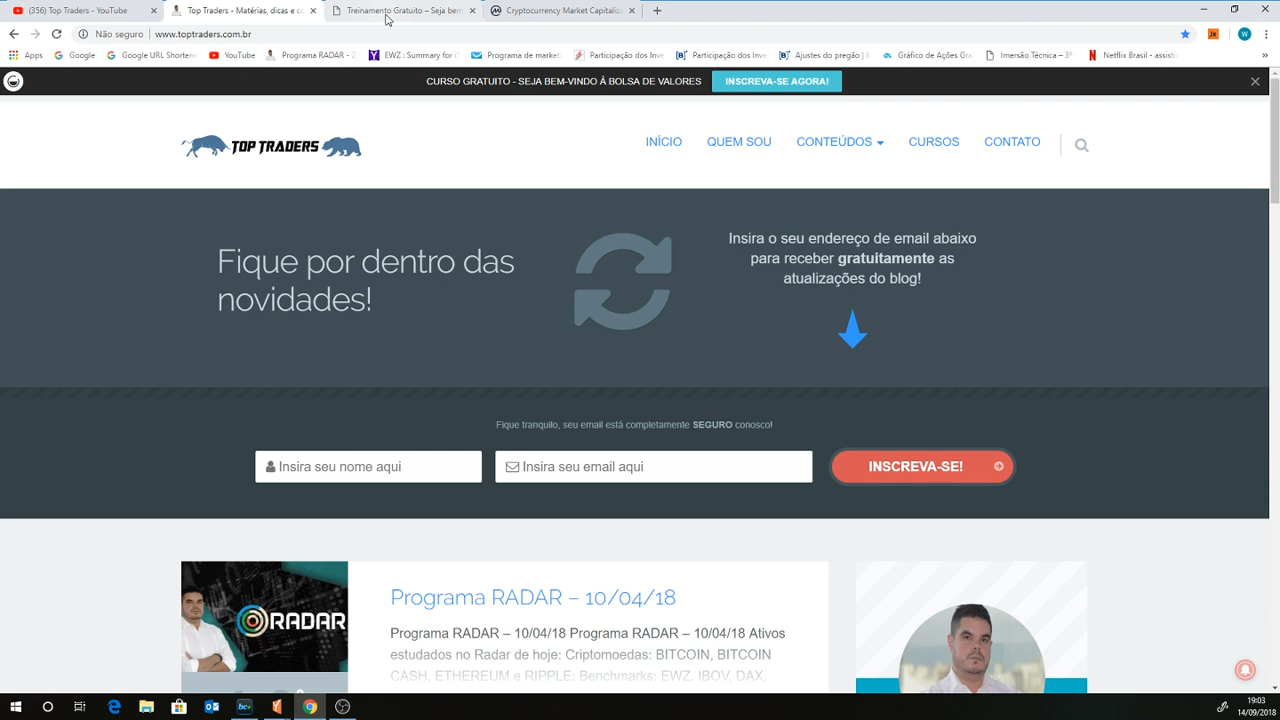 (356) Top Traders - YouTube
Top Traders - Matérias, dicas e co
Treinamento Gratuito – Seja bem
Cryptocurrency Market Capitaliz
Não seguro
www.toptraders.com.br
Apps
Google
Google URL Shorten
YouTube
Programa RADAR - 2
EWZ : Summary for i
Programa de market
Participação dos Inve
Participação dos Inve
Ajustes do pregão |
Gráfico de Ações Gra
Imersão Técnica – 3º
Netflix Brasil - assisti
CURSO GRATUITO - SEJA BEM-VINDO À BOLSA DE VALORES
INSCREVA-SE AGORA!
TOP TRADERS
INÍCIO
QUEM SOU
CONTEÚDOS
CURSOS
CONTATO
Fique por dentro das
novidades!
Insira o seu endereço de email abaixo
para receber gratuitamente as
atualizações do blog!
Fique tranquilo, seu email está completamente SEGURO conosco!
Insira seu nome aqui
Insira seu email aqui
INSCREVA-SE!
RADAR
Programa RADAR – 10/04/18
Programa RADAR – 10/04/18 Programa RADAR – 10/04/18 Ativos
estudados no Radar de hoje: Criptomoedas: BITCOIN, BITCOIN
CASH, ETHEREUM e RIPPLE; Benchmarks: EWZ, IBOV, DAX,
19:03
14/09/2018